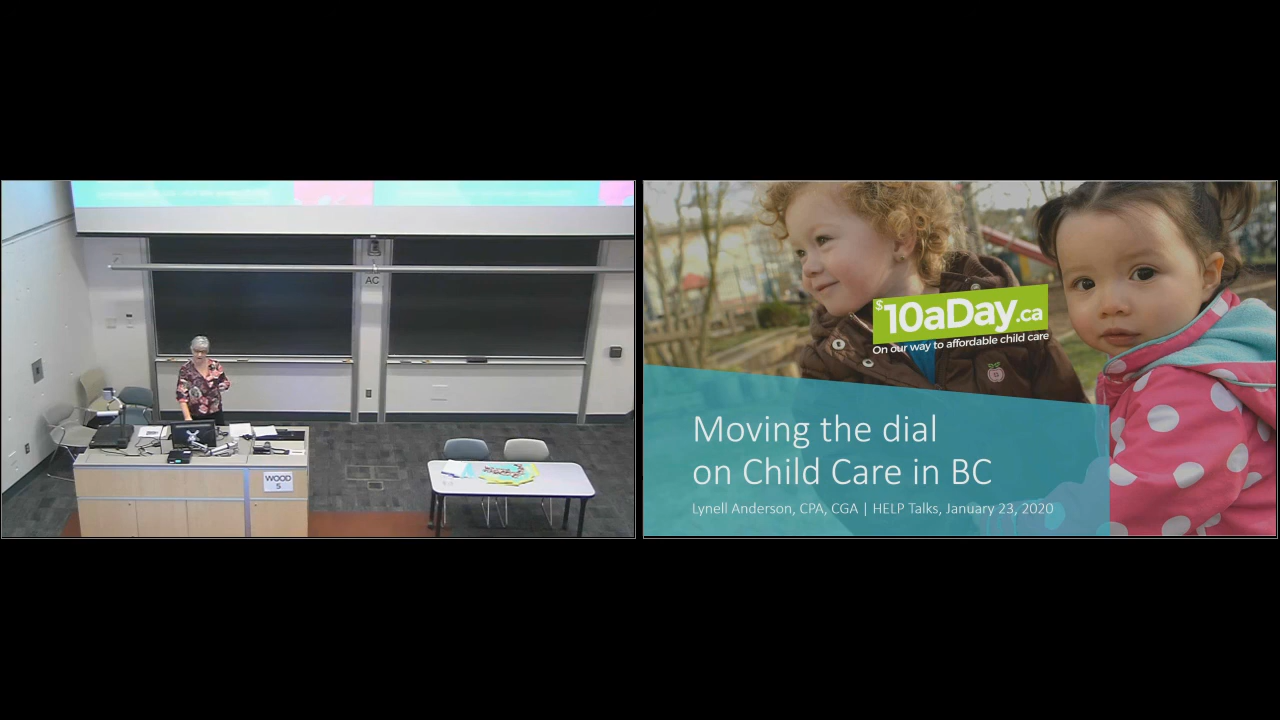 AC
WOOD
5
$10aDay.ca
On our way to affordable child care
Moving the dial
on Child Care in BC
Lynell Anderson, CPA, CGA | HELP Talks, January 23, 2020